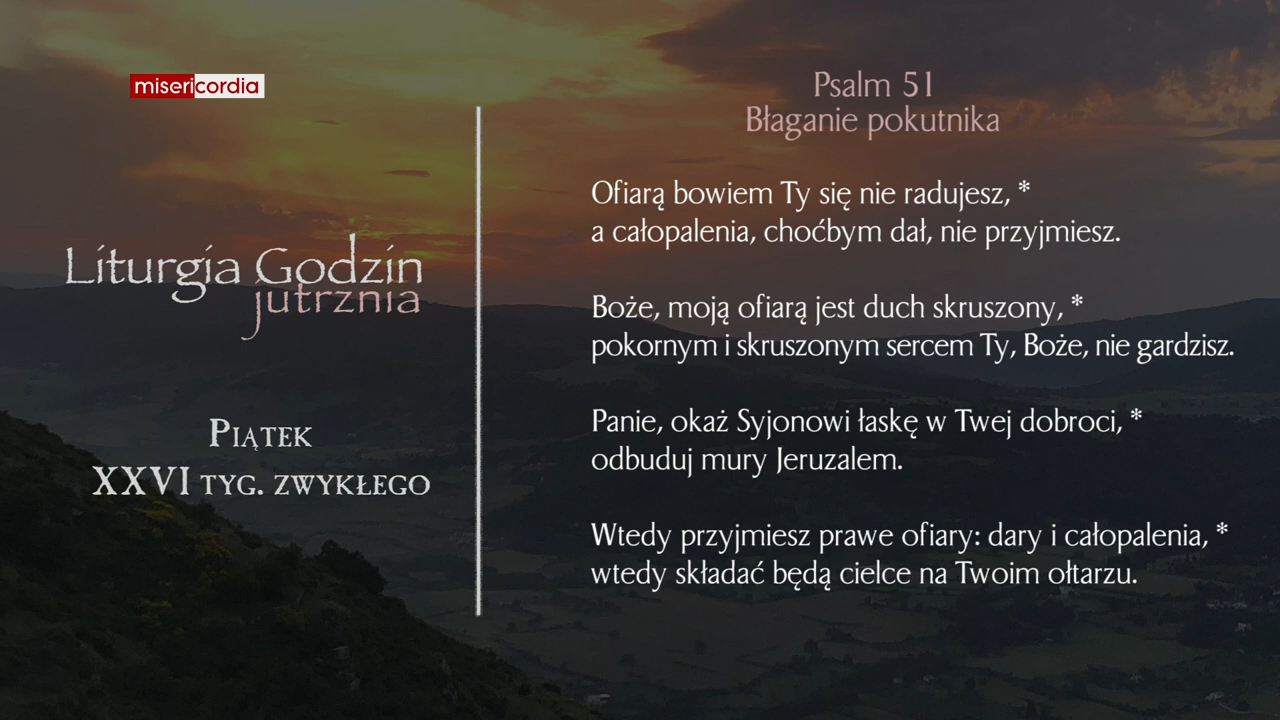 misericordia
Liturgia Godzin
jutrznia
Piątek
XXVI tyg. zwykłego
Psalm 51
Błaganie pokutnika
Ofiarą bowiem Ty się nie radujesz, *
a całopalenia, choćbym dał, nie przyjmiesz.
Boże, moją ofiarą jest duch skruszony, *
pokornym i skruszonym sercem Ty, Boże, nie gardzisz.
Panie, okaż Syjonowi łaskę w Twej dobroci, *
odbuduj mury Jeruzalem.
Wtedy przyjmiesz prawe ofiary: dary i całopalenia, *
wtedy składać będą cielce na Twoim ołtarzu.